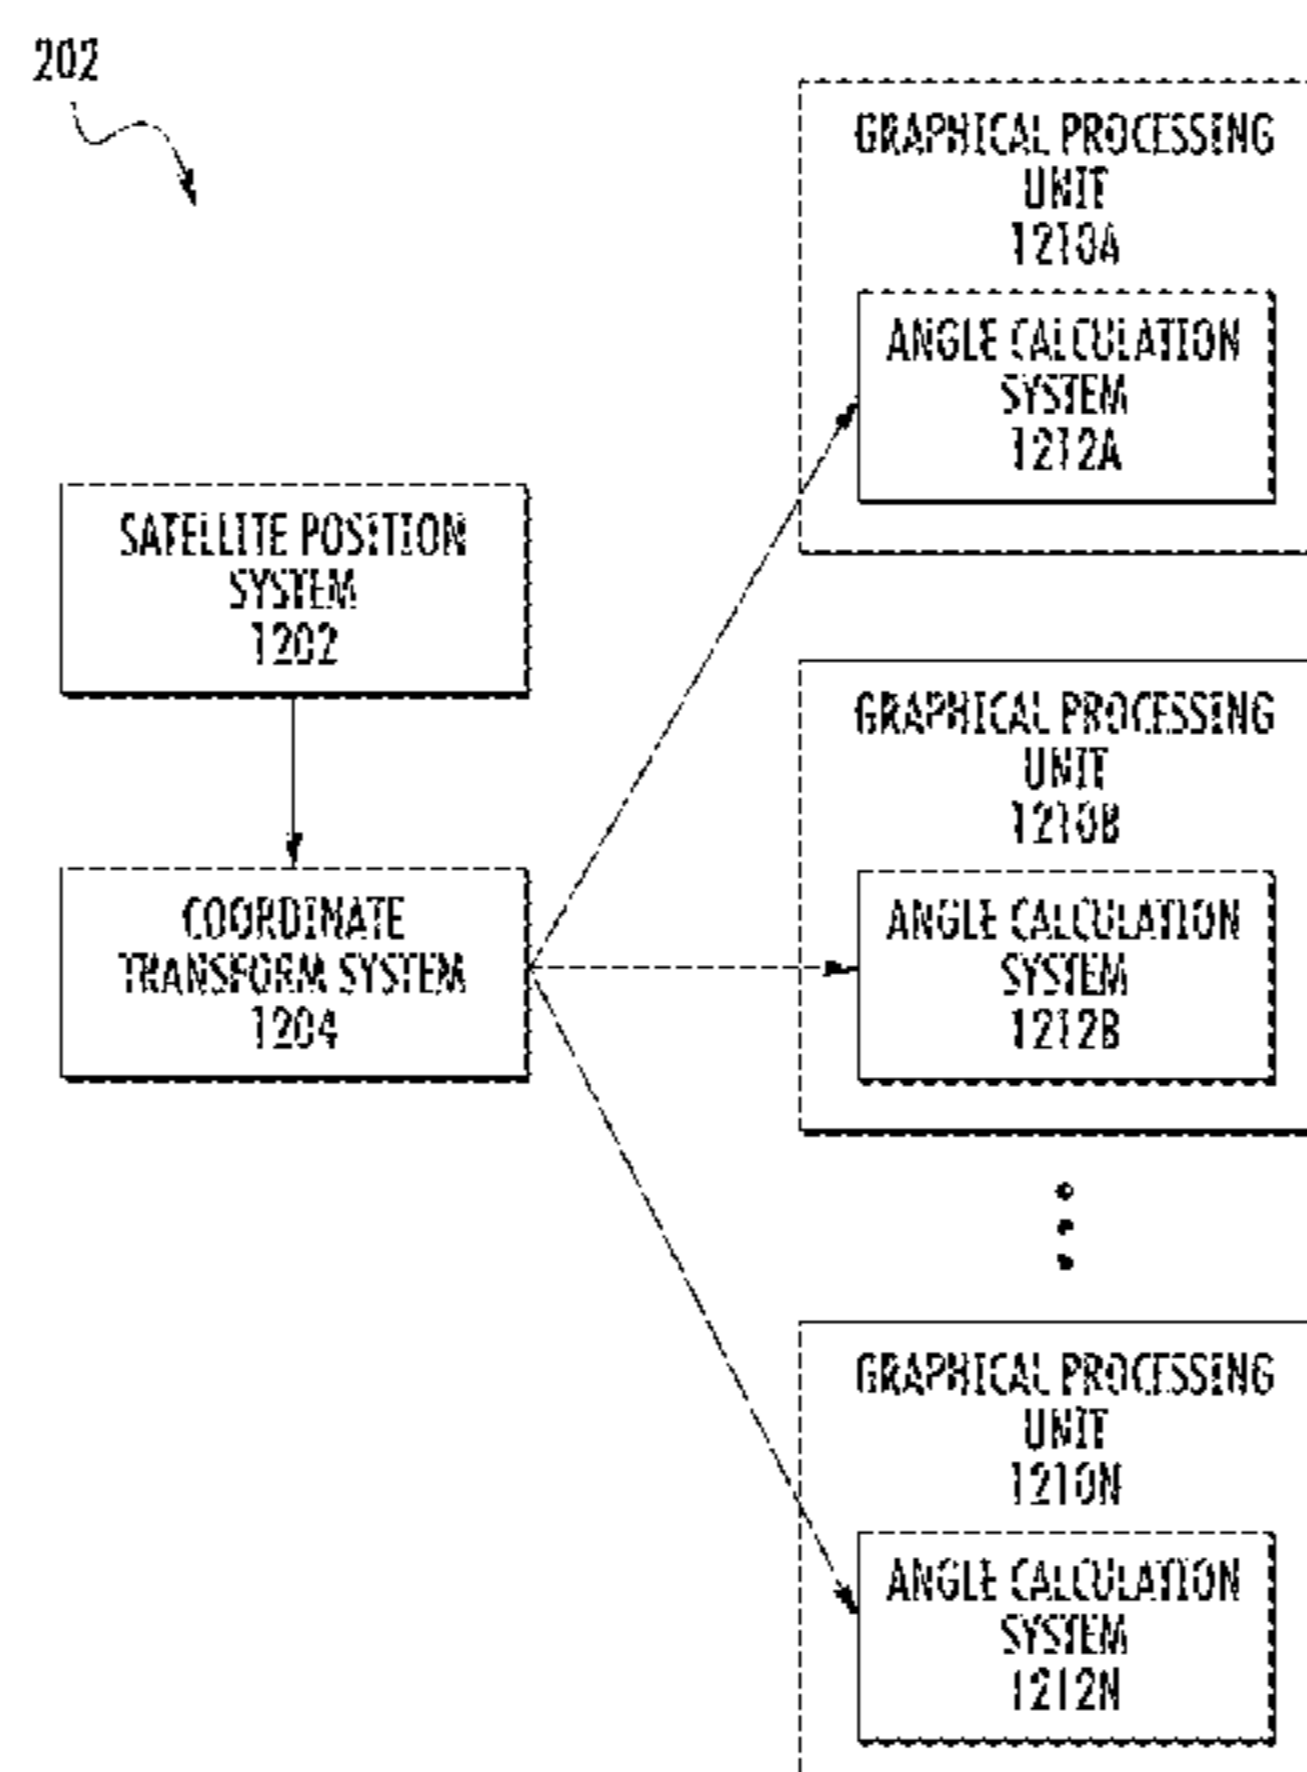 202
GRAPHICAL PROCESSING
UNIT
1210A
ANGLE CALCULATION
SYSTEM
1212A
SATELLITE POSITION
SYSTEM
1202
COORDINATE
TRANSFORM SYSTEM
1204
GRAPHICAL PROCESSING
UNIT
1210B
ANGLE CALCULATION
SYSTEM
1212B
GRAPHICAL PROCESSING
UNIT
1210N
ANGLE CALCULATION
SYSTEM
1212N